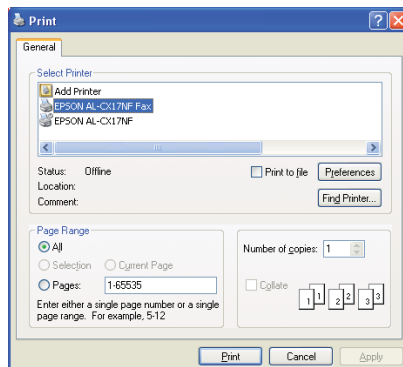 Print
General
Select Printer
Add Printer
EPSON AL-CX17NF Fax
EPSON AL-CX17NF
Status: Offline
Location:
Comment:
Print to file
Preferences
Find Printer...
Page Range
All
Selection Current Page
Pages: 1-65535
Enter either a single page number or a single
page range. For example, 5-12
Number of copies: 1
Collate
1 1 2 2 3 3
Print Cancel Apply